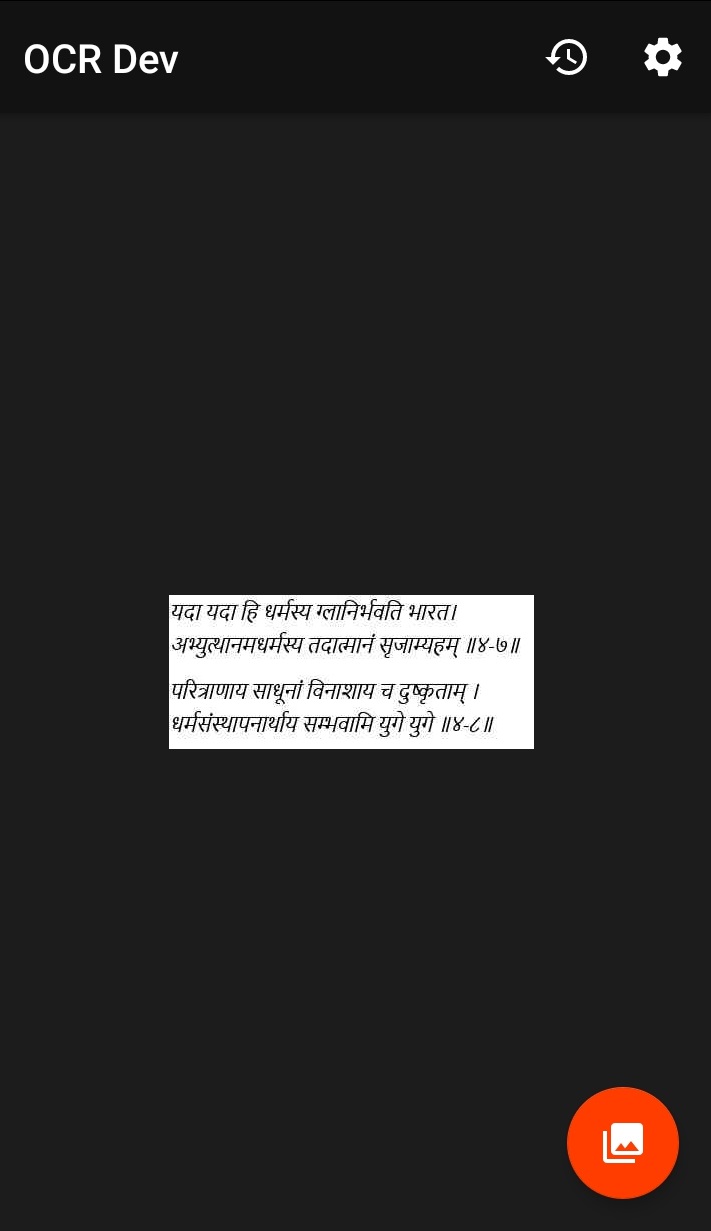 OCR Dev
यदा यदा हि धर्मस्य ग्लानिर्भवति भारत।
अभ्युत्थानमधर्मस्य तदात्मानं सृजाम्यहम् ॥४-७॥
परित्राणाय साधूनां विनाशाय च दुष्कृताम् ।
धर्मसंस्थापनार्थाय सम्भवामि युगे युगे ॥४-८॥